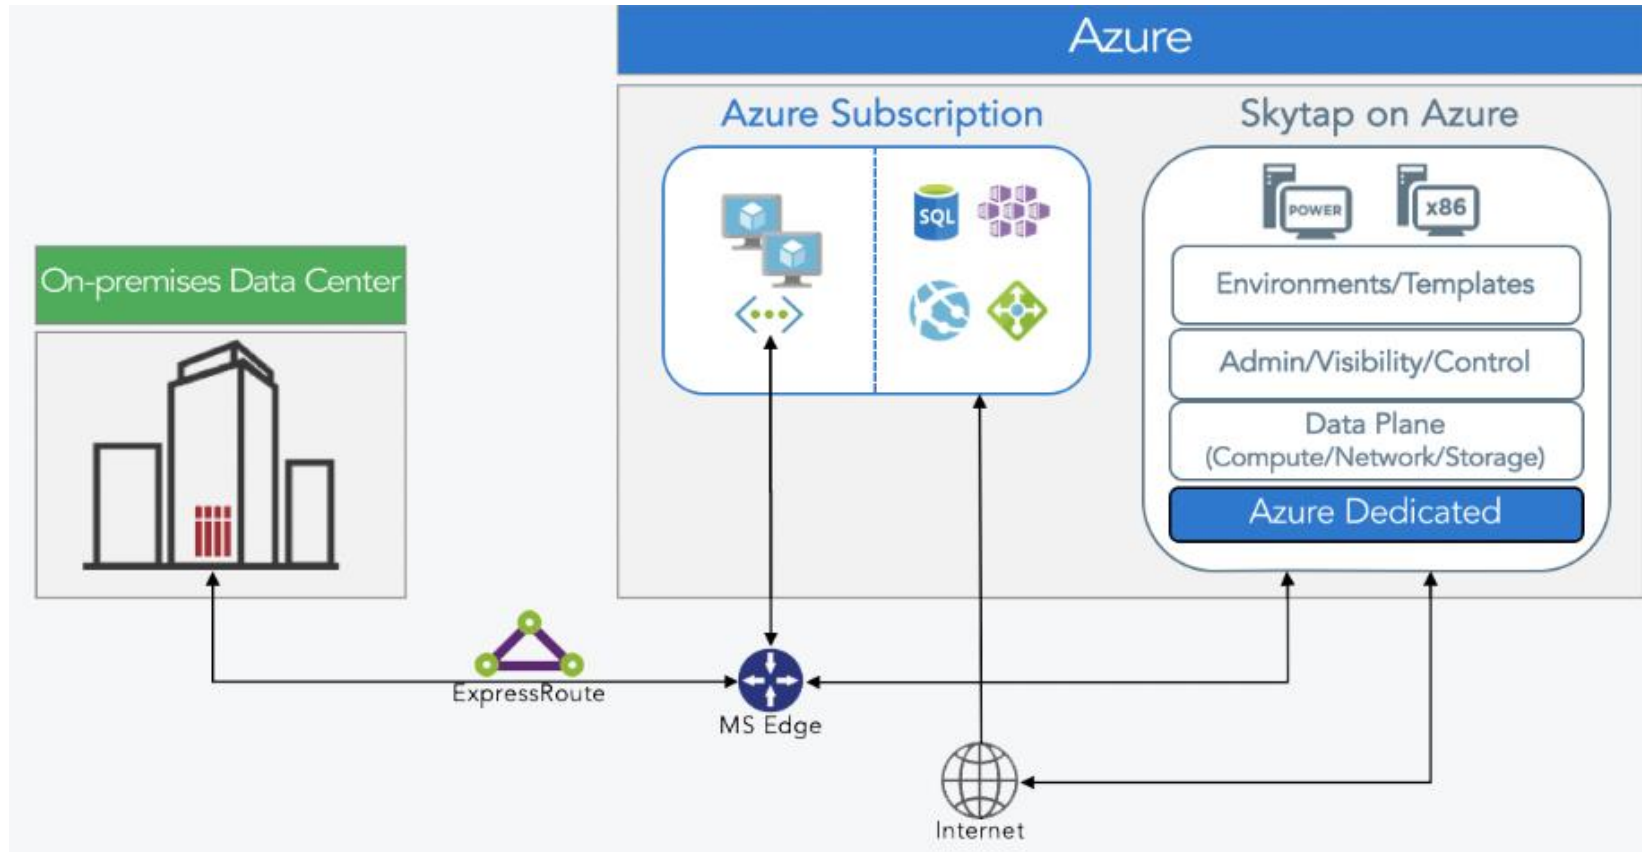 Azure
Azure Subscription
Skytap on Azure
SQL
POWER
x86
On-premises Data Center
Environments/Templates
Admin/Visibility/Control
Data Plane
(Compute/Network/Storage)
Azure Dedicated
ExpressRoute
MS Edge
Internet